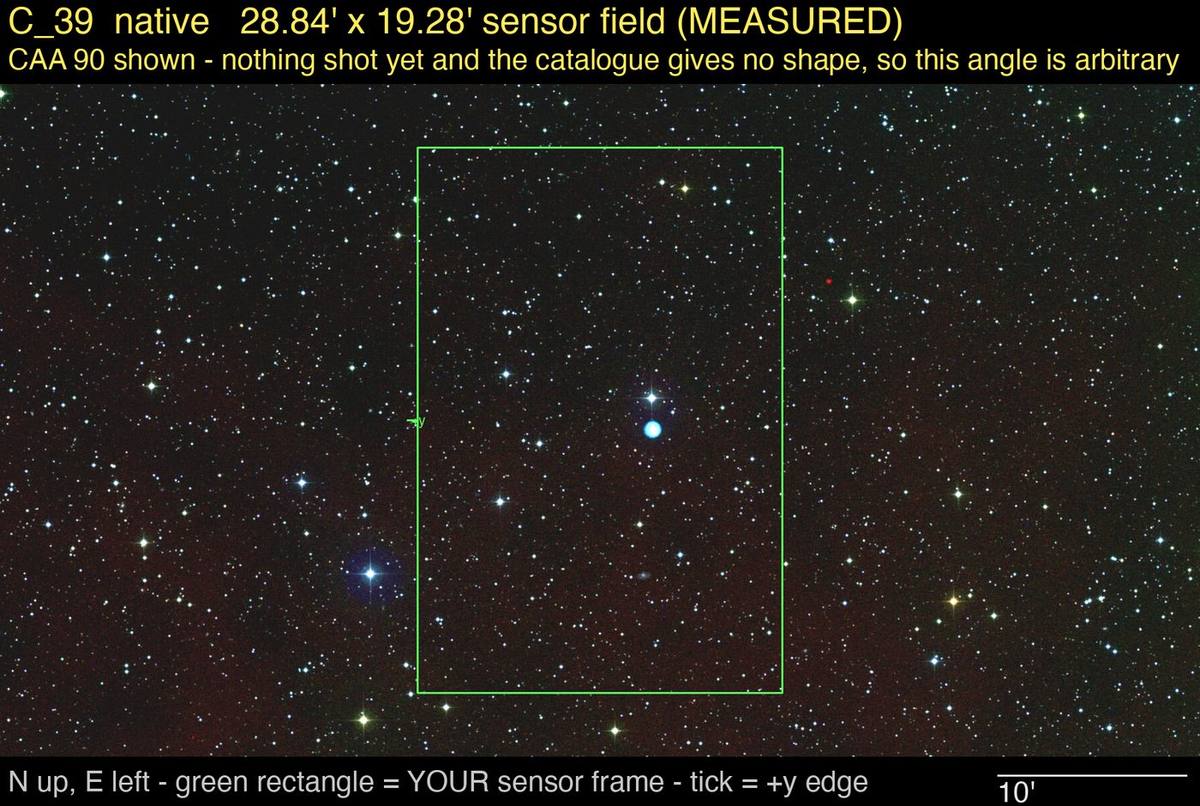 C_39 native 28.84' x 19.28' sensor field (MEASURED)
CAA 90 shown - nothing shot yet and the catalogue gives no shape, so this angle is arbitrary
+y
N up, E left - green rectangle = YOUR sensor frame - tick = +y edge
10'